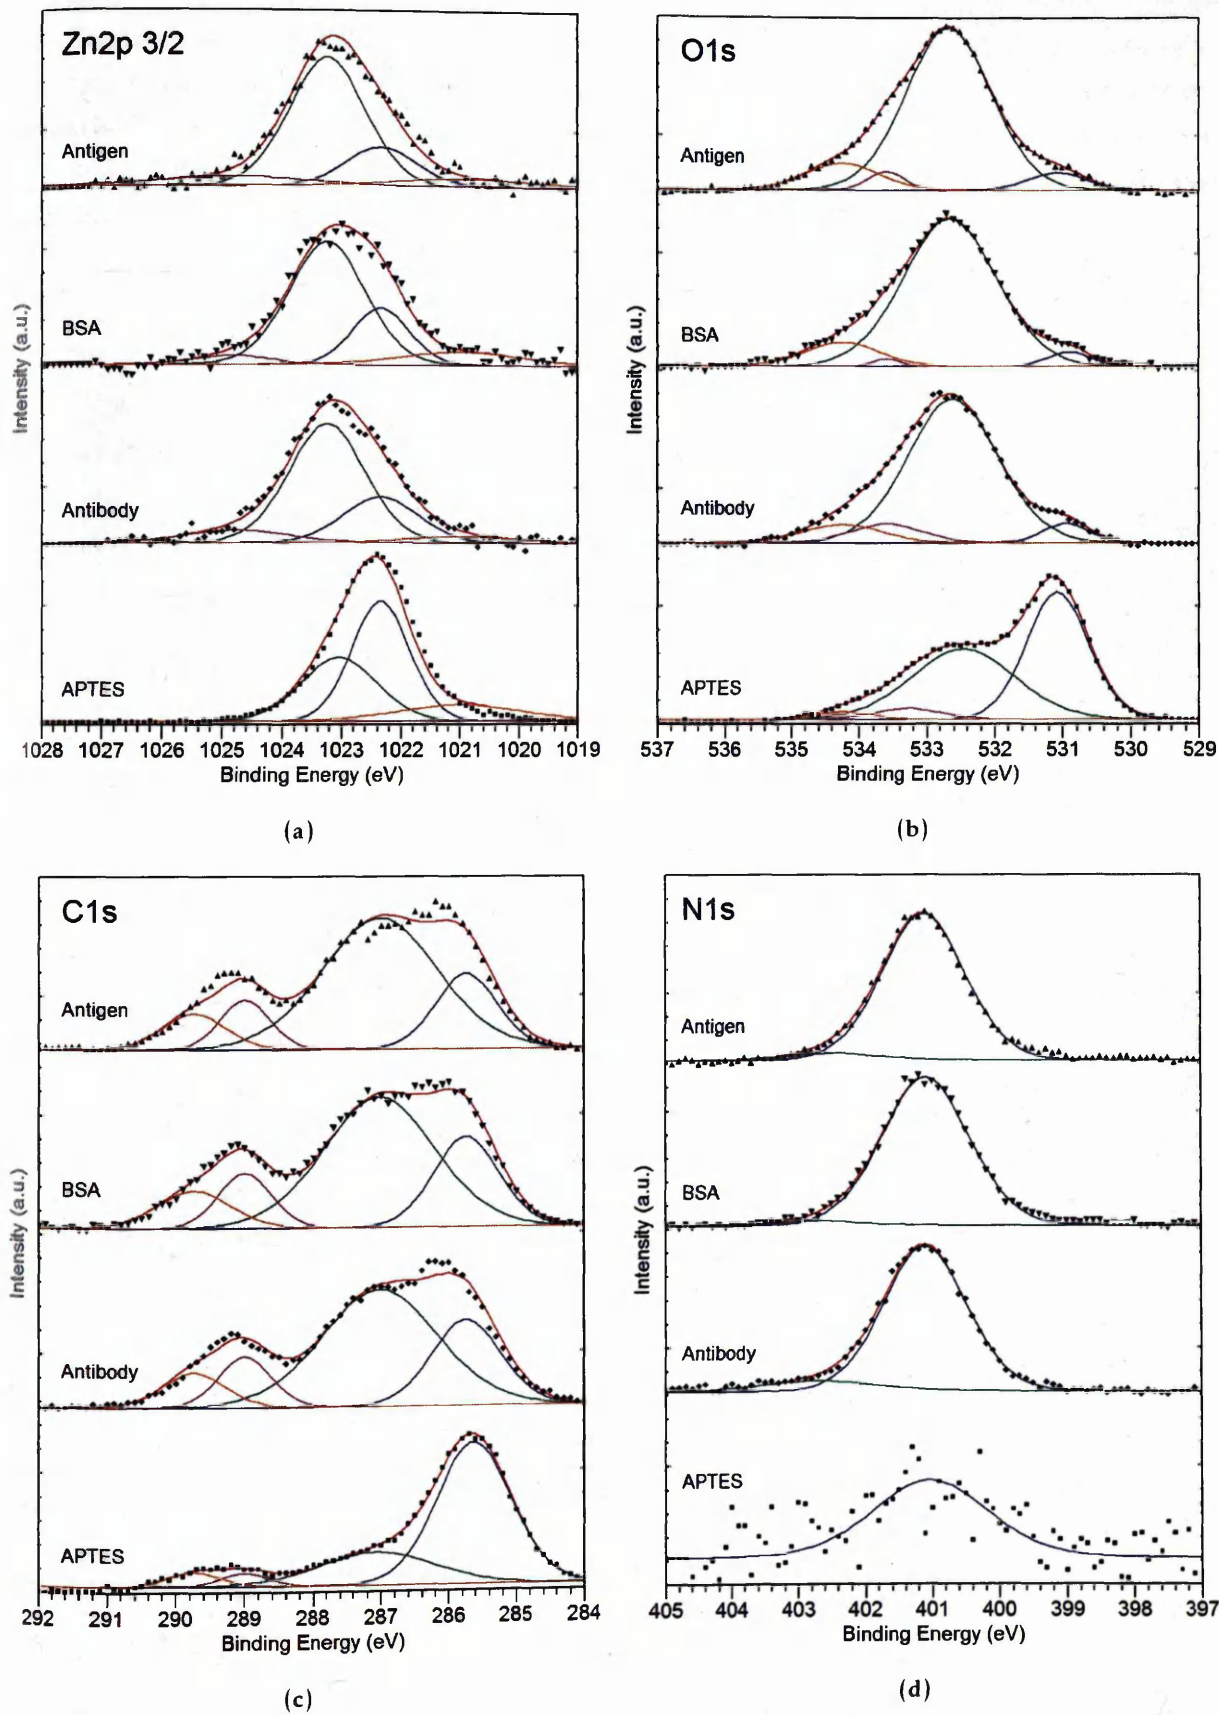 Zn2p 3/2
Antigen
BSA
Antibody
APTES
Intensity (a.u.)
1028 1027 1026 1025 1024 1023 1022 1021 1020 1019
Binding Energy (eV)
(a)
O1s
Antigen
BSA
Antibody
APTES
Intensity (a.u.)
537 536 535 534 533 532 531 530 529
Binding Energy (eV)
(b)
C1s
Antigen
BSA
Antibody
APTES
Intensity (a.u.)
292 291 290 289 288 287 286 285 284
Binding Energy (eV)
(c)
N1s
Antigen
BSA
Antibody
APTES
Intensity (a.u.)
405 404 403 402 401 400 399 398 397
Binding Energy (eV)
(d)